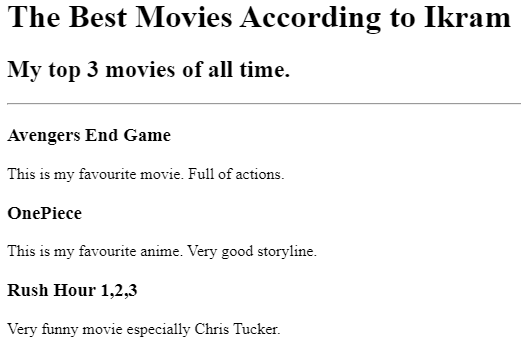 The Best Movies According to Ikram
My top 3 movies of all time.
Avengers End Game
This is my favourite movie. Full of actions.
OnePiece
This is my favourite anime. Very good storyline.
Rush Hour 1,2,3
Very funny movie especially Chris Tucker.